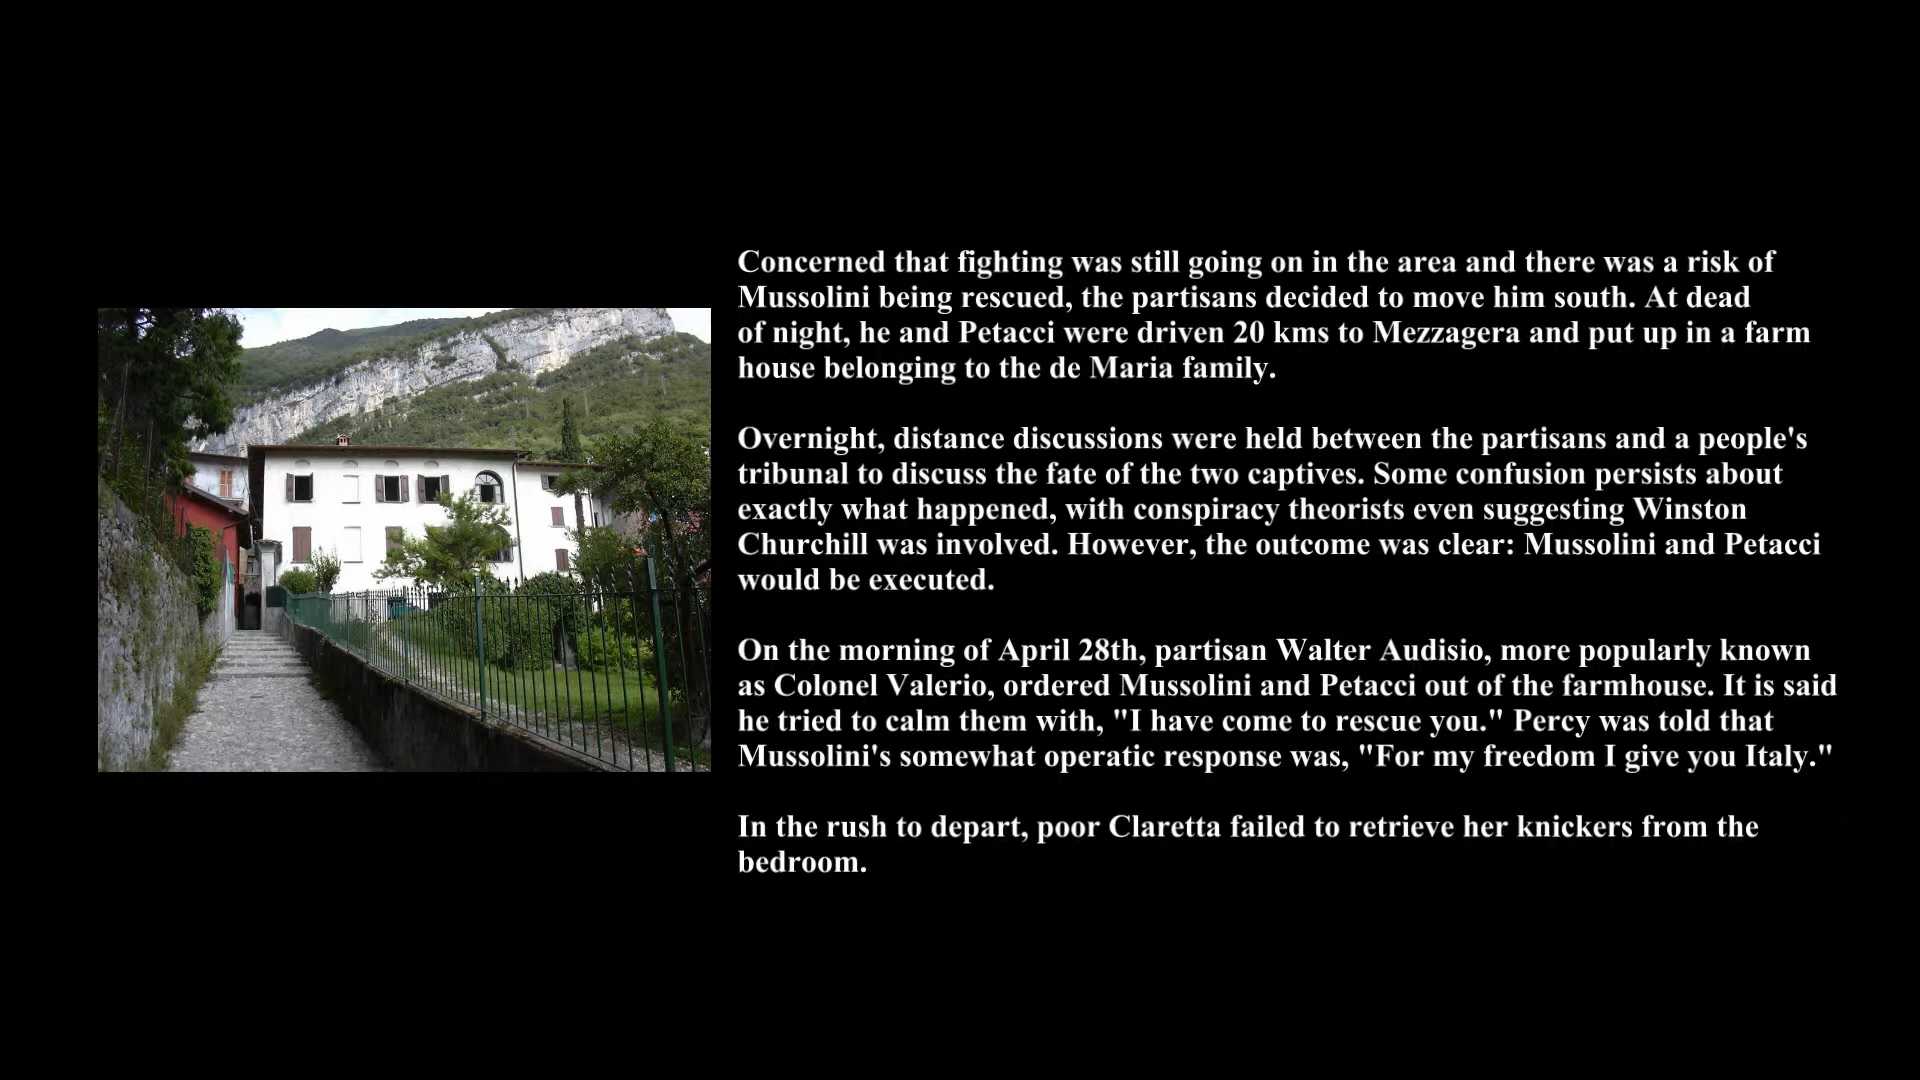 Concerned that fighting was still going on in the area and there was a risk of
Mussolini being rescued, the partisans decided to move him south. At dead
of night, he and Petacci were driven 20 kms to Mezzagera and put up in a farm
house belonging to the de Maria family.
Overnight, distance discussions were held between the partisans and a people's
tribunal to discuss the fate of the two captives. Some confusion persists about
exactly what happened, with conspiracy theorists even suggesting Winston
Churchill was involved. However, the outcome was clear: Mussolini and Petacci
would be executed.
On the morning of April 28th, partisan Walter Audisio, more popularly known
as Colonel Valerio, ordered Mussolini and Petacci out of the farmhouse. It is said
he tried to calm them with, "I have come to rescue you." Percy was told that
Mussolini's somewhat operatic response was, "For my freedom I give you Italy."
In the rush to depart, poor Claretta failed to retrieve her knickers from the
bedroom.